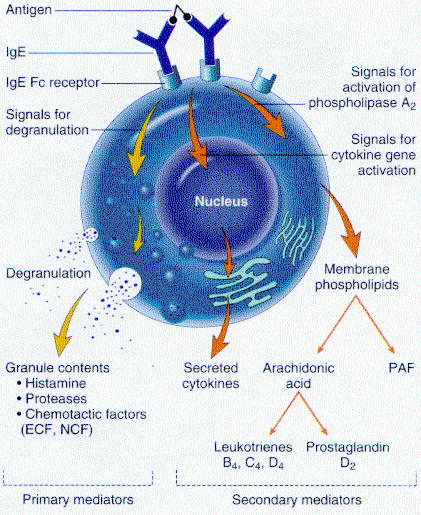 Antigen
IgE
IgE Fc receptor
Signals for
degranulation
Signals for
activation of
phospholipase A2
Signals for
cytokine gene
activation
Nucleus
Degranulation
Membrane
phospholipids
Granule contents
• Histamine
• Proteases
• Chemotactic factors
(ECF, NCF)
Secreted
cytokines
Arachidonic
acid
PAF
Leukotrienes
B4, C4, D4
Prostaglandin
D2
Primary mediators
Secondary mediators